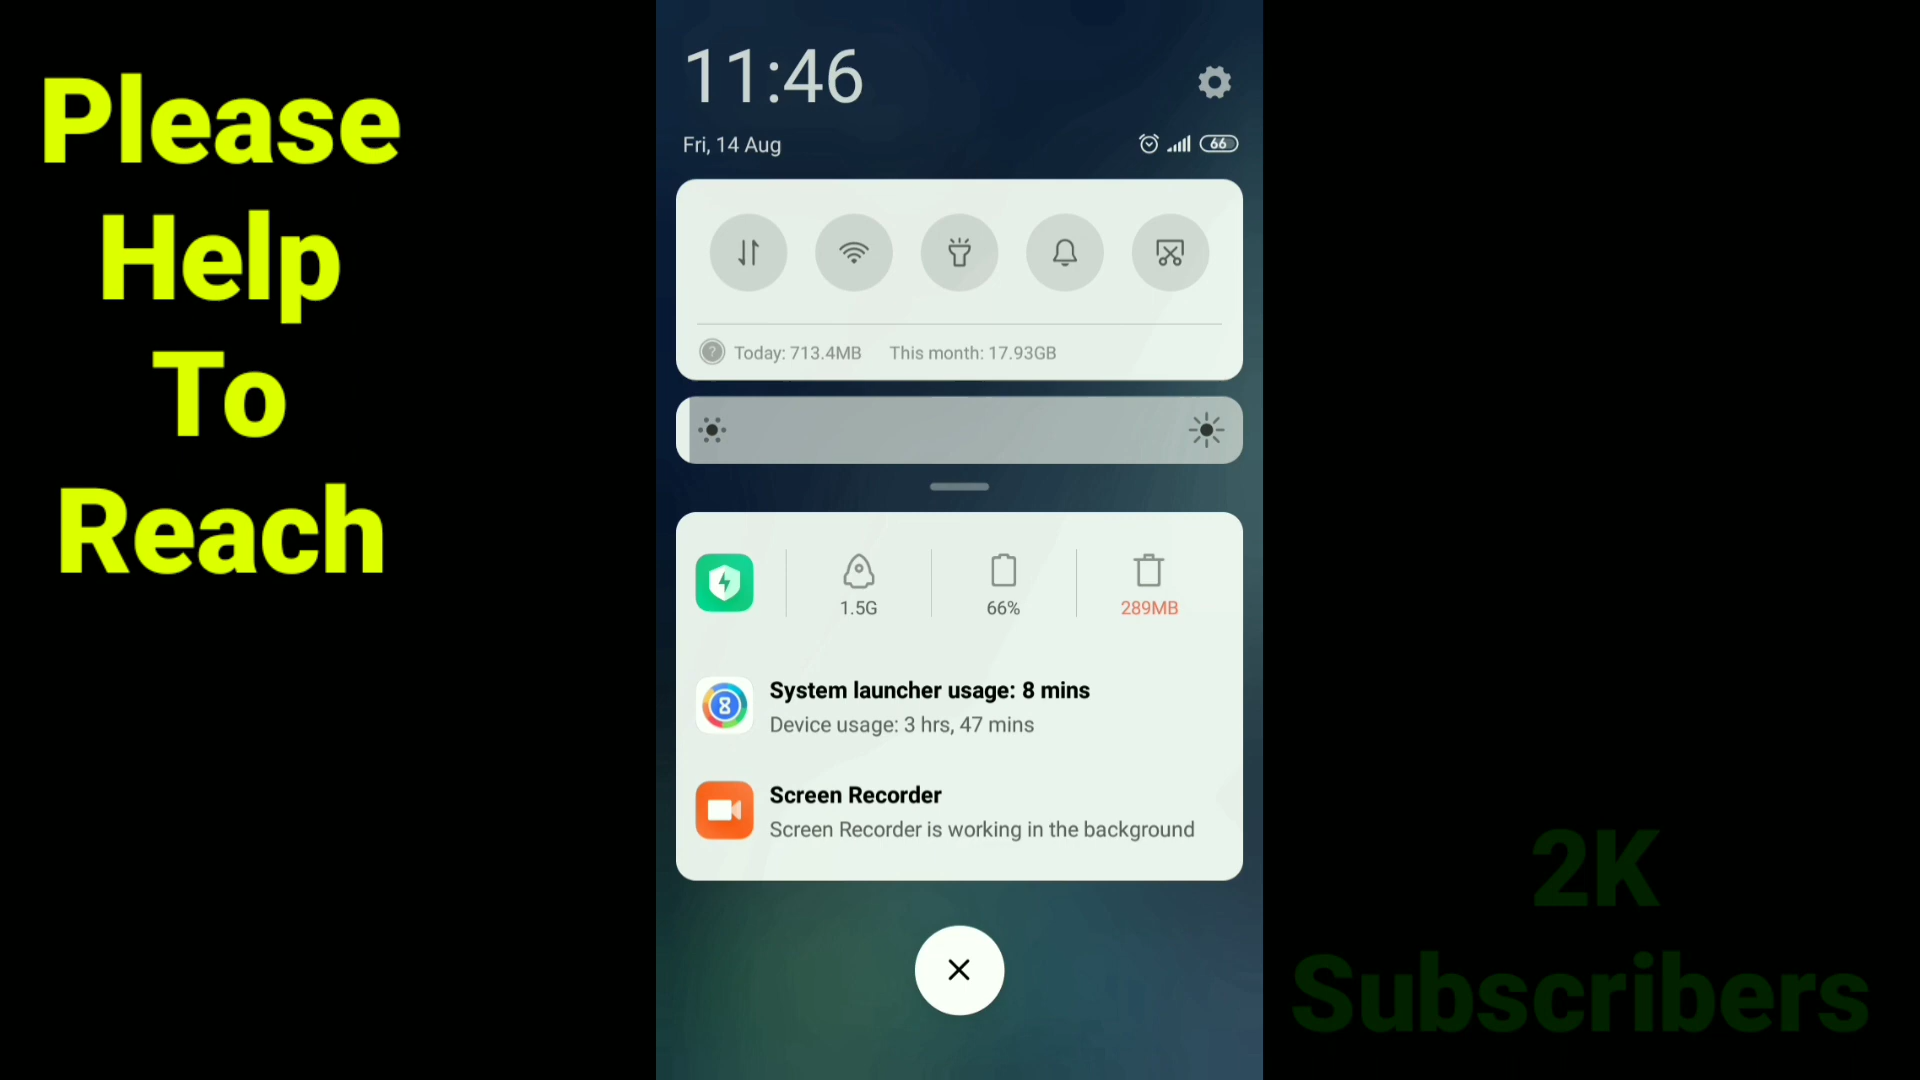 Please
Help
To
Reach
11:46
Fri, 14 Aug
66
? Today: 713.4MB This month: 17.93GB
1.5G
66%
289MB
8
System launcher usage: 8 mins
Device usage: 3 hrs, 47 mins
Screen Recorder
Screen Recorder is working in the background
2K
Subscribers